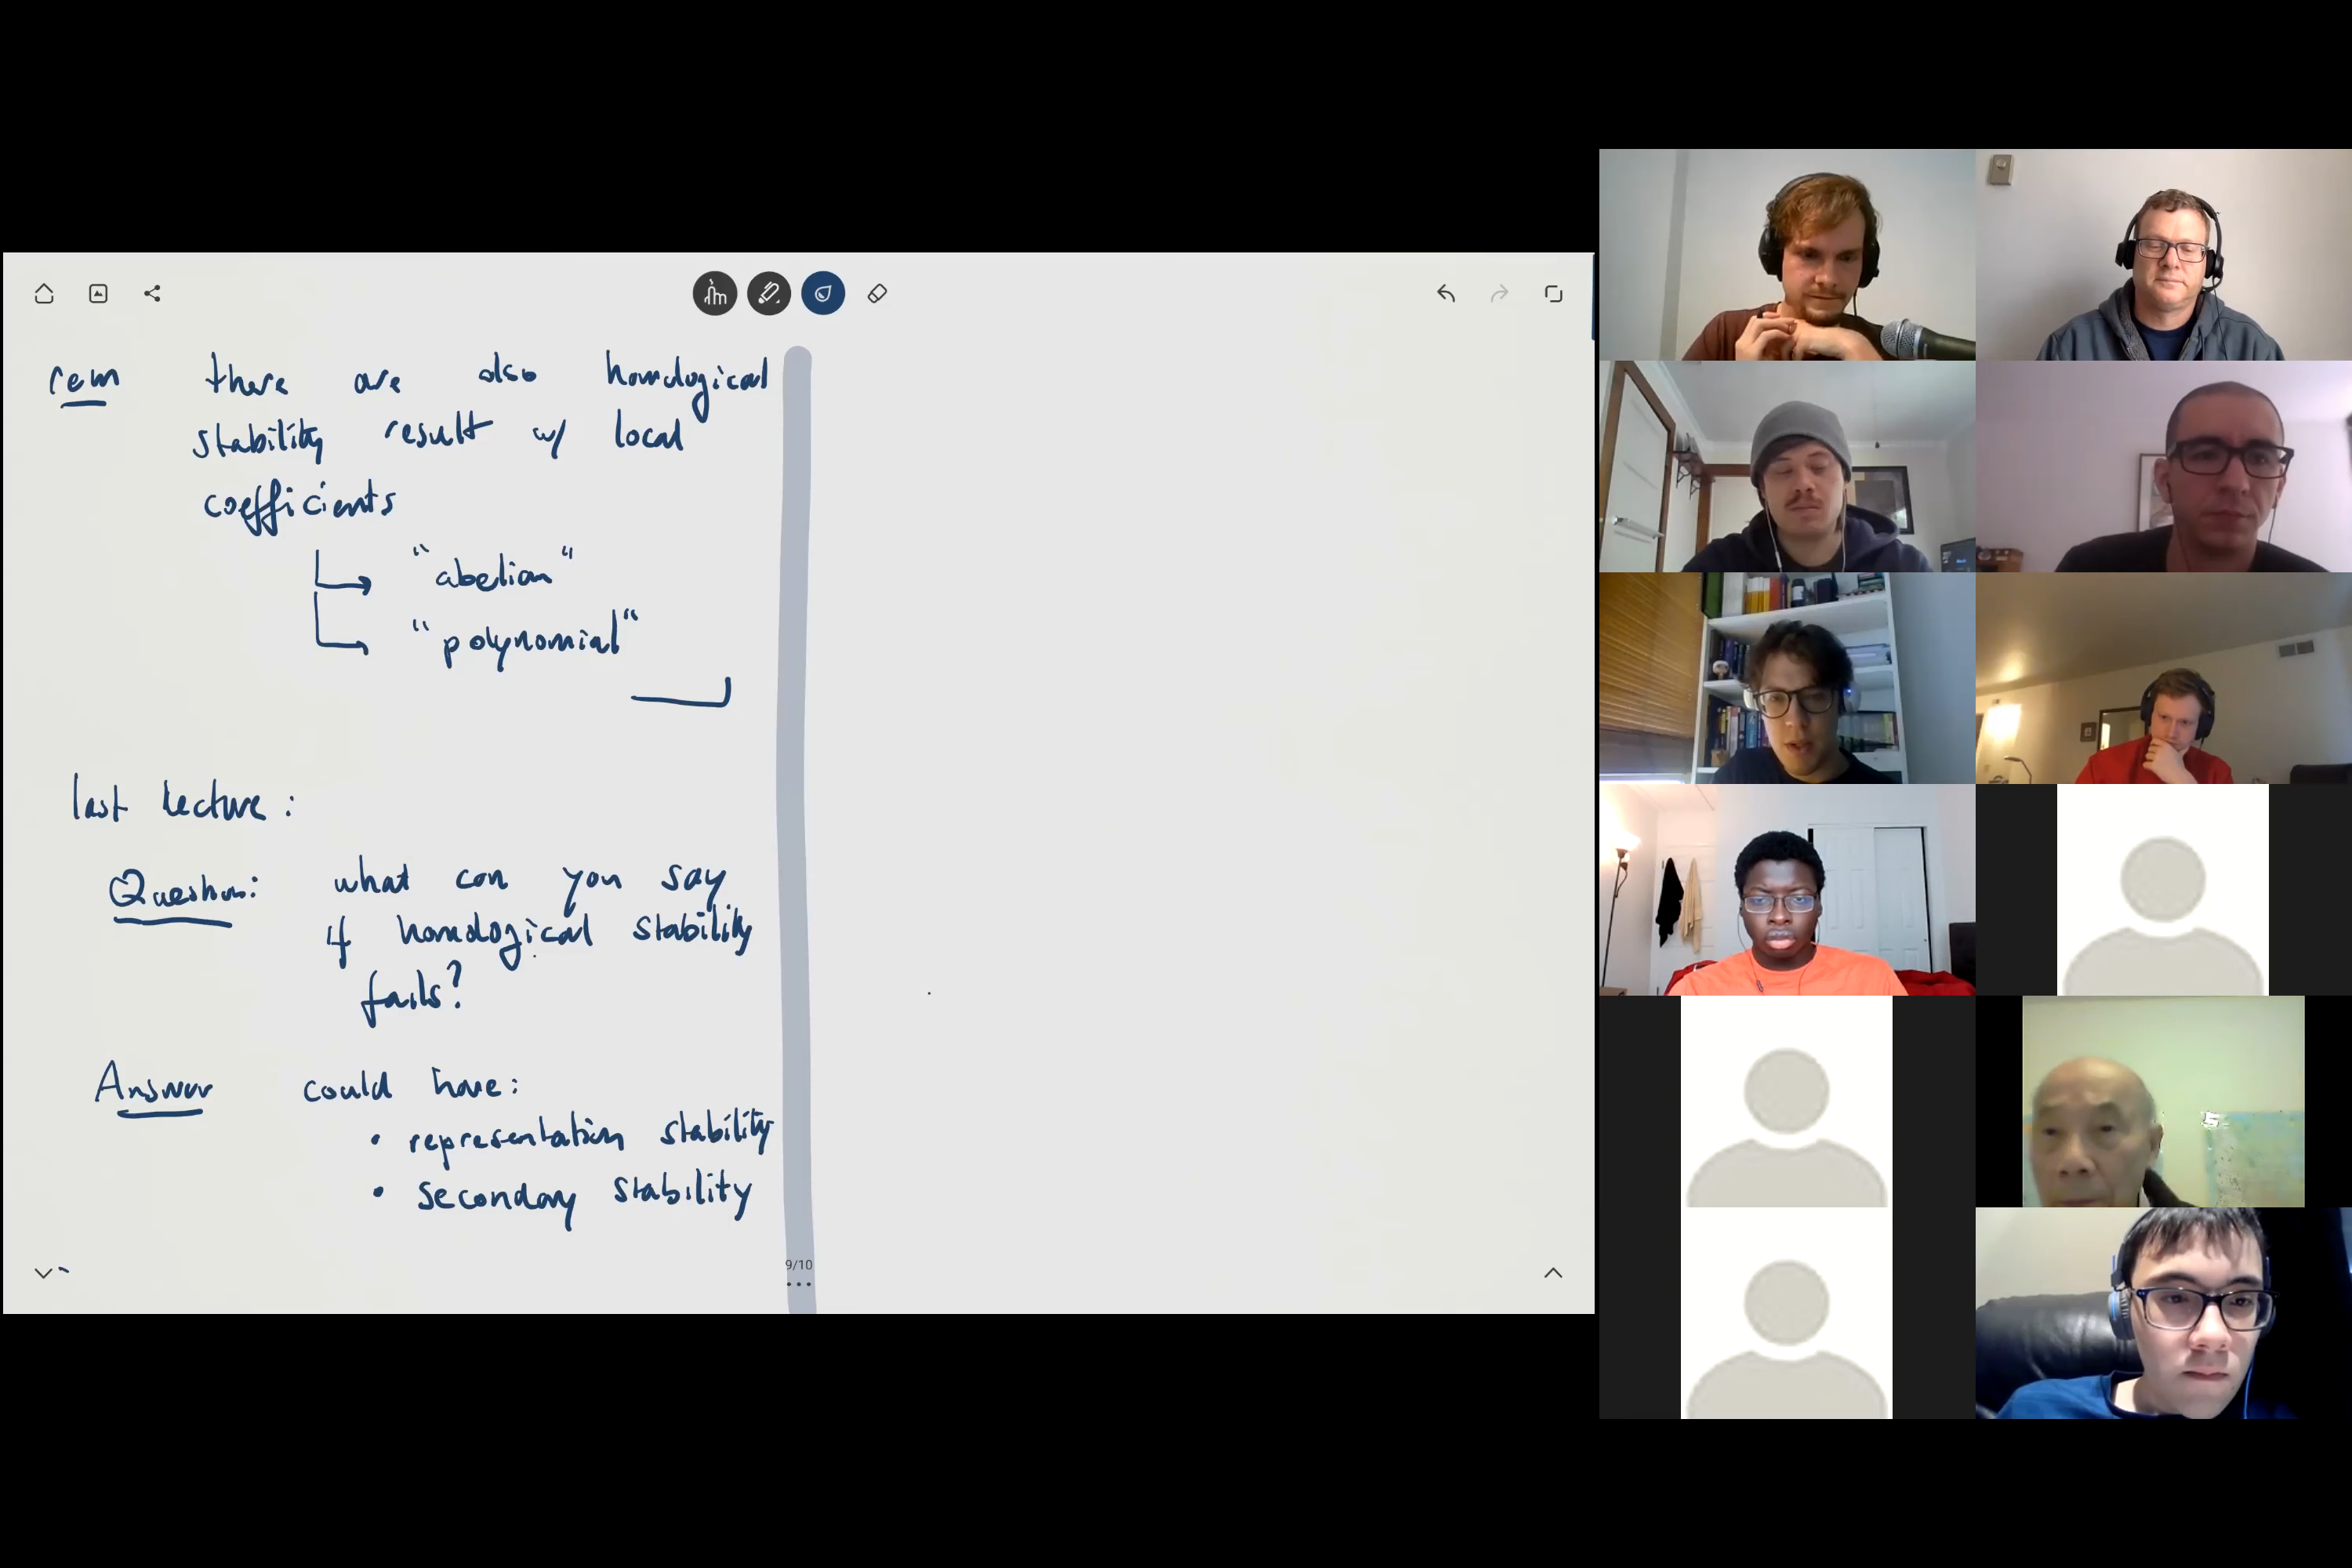 rem there are also homological
stability result w/ local
coefficients
"abelian"
"polynomial"
last lecture:
Question: what can you say
if homological stability
fails?
Answer could have:
• representation stability
• secondary stability
9/10